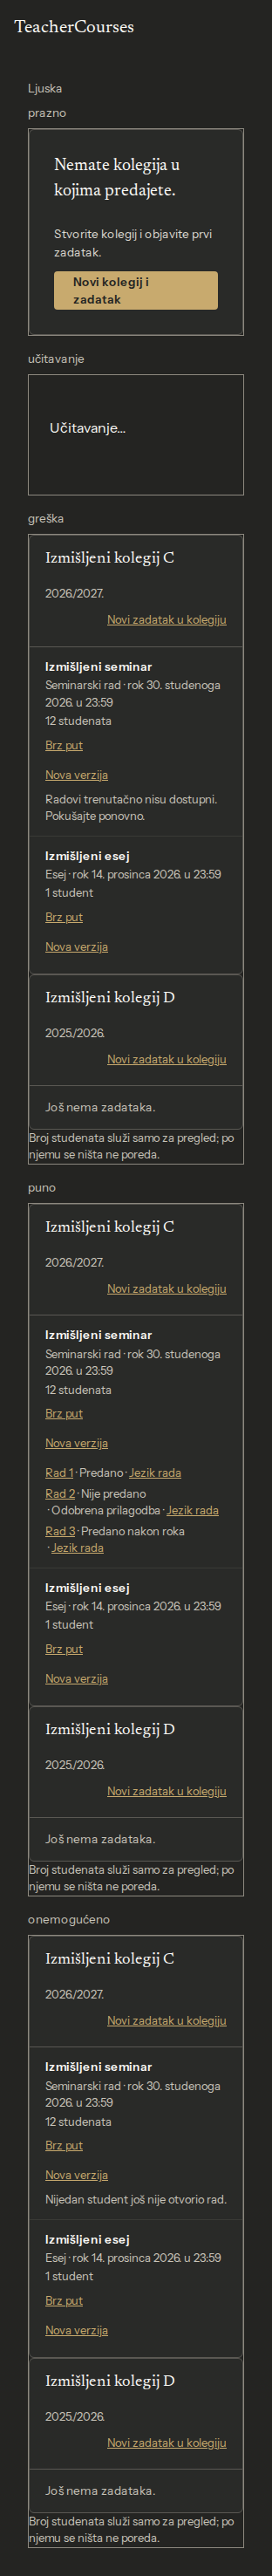 TeacherCourses
Ljuska
prazno
Nemate kolegija u
kojima predajete.
Stvorite kolegij i objavite prvi
zadatak.
Novi kolegij i
zadatak
učitavanje
Učitavanje…
greška
Izmišljeni kolegij C
2026./2027.
Novi zadatak u kolegiju
Izmišljeni seminar
Seminarski rad · rok 30. studenoga
2026. u 23:59
12 studenata
Brz put
Nova verzija
Radovi trenutačno nisu dostupni.
Pokušajte ponovno.
Izmišljeni esej
Esej · rok 14. prosinca 2026. u 23:59
1 student
Brz put
Nova verzija
Izmišljeni kolegij D
2025./2026.
Novi zadatak u kolegiju
Još nema zadataka.
Broj studenata služi samo za pregled; po
njemu se ništa ne poreda.
puno
Izmišljeni kolegij C
2026./2027.
Novi zadatak u kolegiju
Izmišljeni seminar
Seminarski rad · rok 30. studenoga
2026. u 23:59
12 studenata
Brz put
Nova verzija
Rad 1 · Predano · Jezik rada
Rad 2 · Nije predano
· Odobrena prilagodba · Jezik rada
Rad 3 · Predano nakon roka
· Jezik rada
Izmišljeni esej
Esej · rok 14. prosinca 2026. u 23:59
1 student
Brz put
Nova verzija
Izmišljeni kolegij D
2025./2026.
Novi zadatak u kolegiju
Još nema zadataka.
Broj studenata služi samo za pregled; po
njemu se ništa ne poreda.
onemogućeno
Izmišljeni kolegij C
2026./2027.
Novi zadatak u kolegiju
Izmišljeni seminar
Seminarski rad · rok 30. studenoga
2026. u 23:59
12 studenata
Brz put
Nova verzija
Nijedan student još nije otvorio rad.
Izmišljeni esej
Esej · rok 14. prosinca 2026. u 23:59
1 student
Brz put
Nova verzija
Izmišljeni kolegij D
2025./2026.
Novi zadatak u kolegiju
Još nema zadataka.
Broj studenata služi samo za pregled; po
njemu se ništa ne poreda.